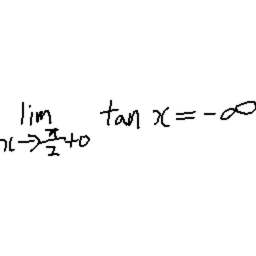 lim x→π/2+0 tan x = -∞